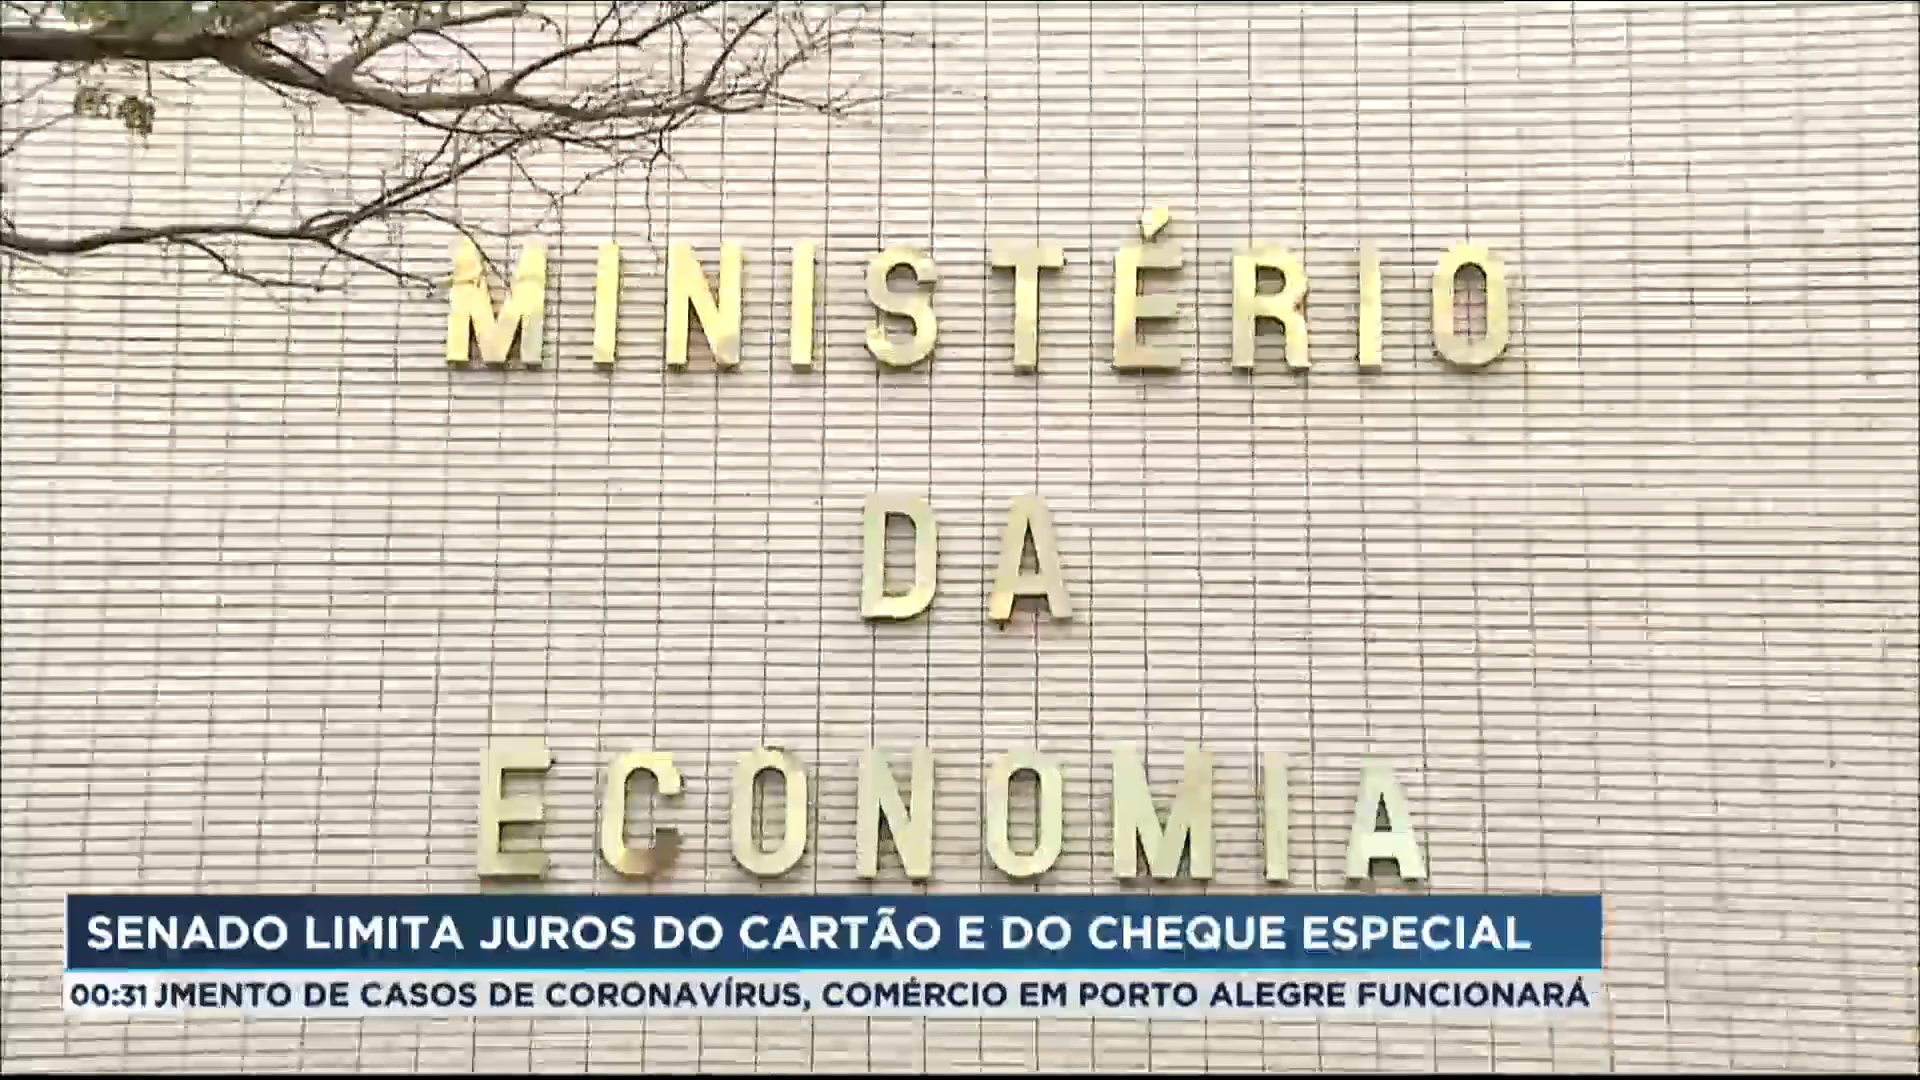 MINISTÉRIO
DA
ECONOMIA
SENADO LIMITA JUROS DO CARTÃO E DO CHEQUE ESPECIAL
00:31 JMENTO DE CASOS DE CORONAVÍRUS, COMÉRCIO EM PORTO ALEGRE FUNCIONARÁ